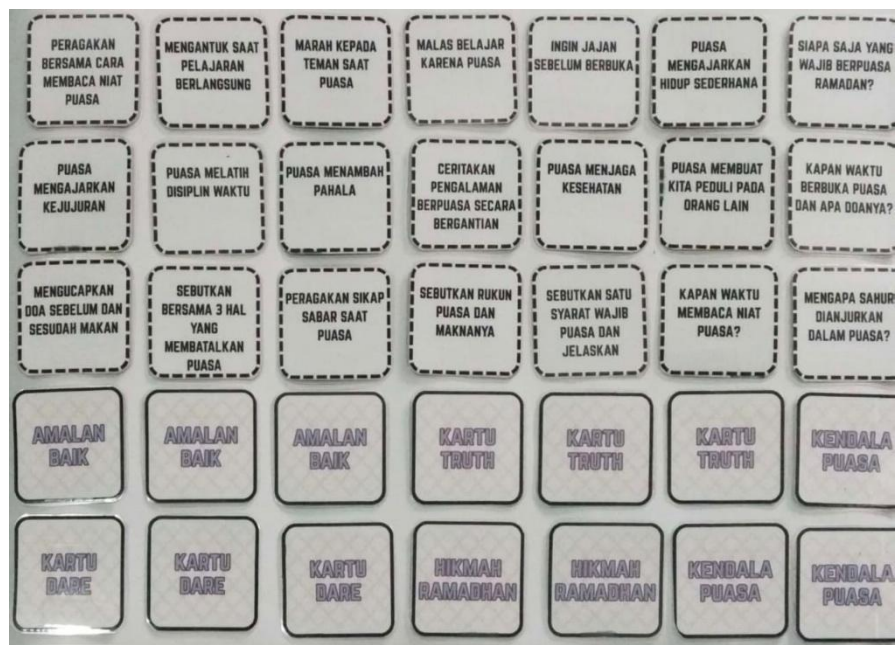 PERAGAKAN
BERSAMA CARA
MEMBACA NIAT
PUASA
MENGANTUK SAAT
PELAJARAN
BERLANGSUNG
MARAH KEPADA
TEMAN SAAT
PUASA
MALAS BELAJAR
KARENA PUASA
INGIN JAJAN
SEBELUM BERBUKA
PUASA
MENGAJARKAN
HIDUP SEDERHANA
SIAPA SAJA YANG
WAJIB BERPUASA
RAMADAN?
PUASA
MENGAJARKAN
KEJUJURAN
PUASA MELATIH
DISIPLIN WAKTU
PUASA MENAMBAH
PAHALA
CERITAKAN
PENGALAMAN
BERPUASA SECARA
BERGANTIAN
PUASA MENJAGA
KESEHATAN
PUASA MEMBUAT
KITA PEDULI PADA
ORANG LAIN
KAPAN WAKTU
BERBUKA PUASA
DAN APA DOANYA?
MENGUCAPKAN
DOA SEBELUM DAN
SESUDAH MAKAN
SEBUTKAN
BERSAMA 3 HAL
YANG
MEMBATALKAN
PUASA
PERAGAKAN SIKAP
SABAR SAAT
PUASA
SEBUTKAN RUKUN
PUASA DAN
MAKNANYA
SEBUTKAN SATU
SYARAT WAJIB
PUASA DAN
JELASKAN
KAPAN WAKTU
MEMBACA NIAT
PUASA?
MENGAPA SAHUR
DIANJURKAN
DALAM PUASA?
AMALAN
BAIK
AMALAN
BAIK
AMALAN
BAIK
KARTU
TRUTH
KARTU
TRUTH
KARTU
TRUTH
KENDALA
PUASA
KARTU
DARE
KARTU
DARE
KARTU
DARE
HIKMAH
RAMADHAN
HIKMAH
RAMADHAN
KENDALA
PUASA
KENDALA
PUASA